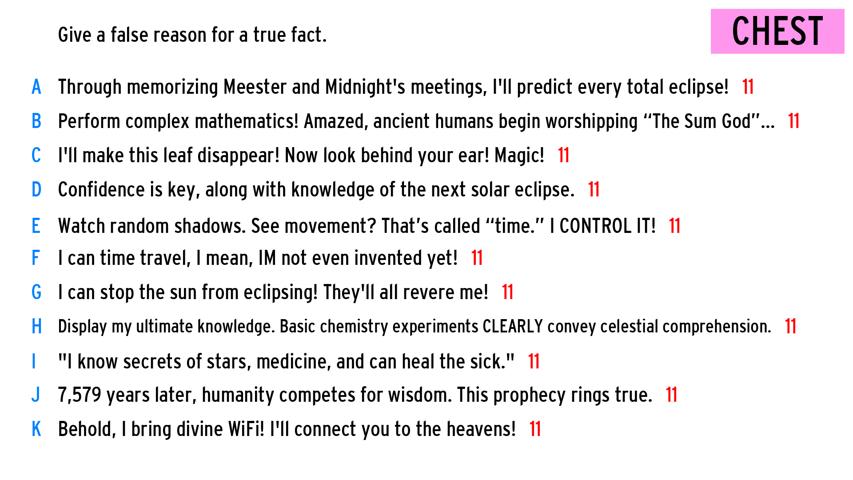 Give a false reason for a true fact.
CHEST
A Through memorizing Meester and Midnight's meetings, I'll predict every total eclipse! 11
B Perform complex mathematics! Amazed, ancient humans begin worshipping “The Sum God”... 11
C I'll make this leaf disappear! Now look behind your ear! Magic! 11
D Confidence is key, along with knowledge of the next solar eclipse. 11
E Watch random shadows. See movement? That’s called “time.” I CONTROL IT! 11
F I can time travel, I mean, IM not even invented yet! 11
G I can stop the sun from eclipsing! They'll all revere me! 11
H Display my ultimate knowledge. Basic chemistry experiments CLEARLY convey celestial comprehension. 11
I "I know secrets of stars, medicine, and can heal the sick." 11
J 7,579 years later, humanity competes for wisdom. This prophecy rings true. 11
K Behold, I bring divine WiFi! I'll connect you to the heavens! 11